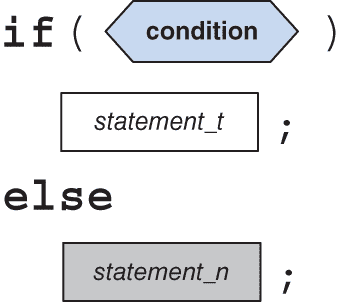 if ( condition )
statement_t ;
else
statement_n ;